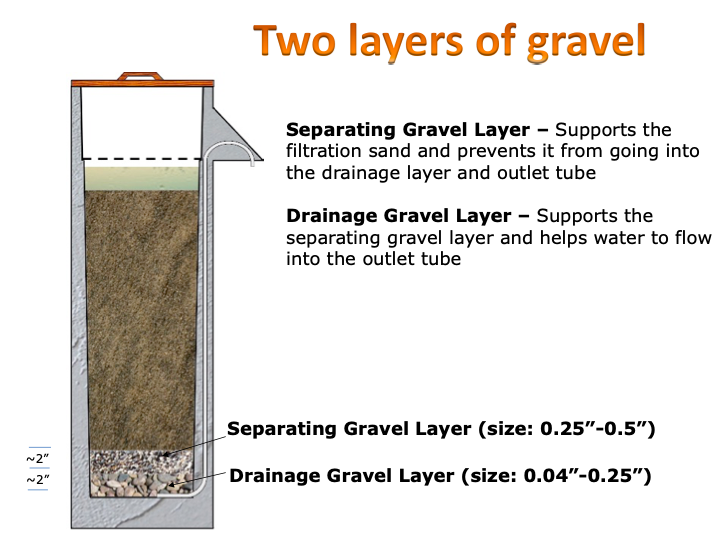 Two layers of gravel
Separating Gravel Layer – Supports the
filtration sand and prevents it from going into
the drainage layer and outlet tube
Drainage Gravel Layer – Supports the
separating gravel layer and helps water to flow
into the outlet tube
Separating Gravel Layer (size: 0.25”-0.5”)
~2”
~2”
Drainage Gravel Layer (size: 0.04”-0.25”)